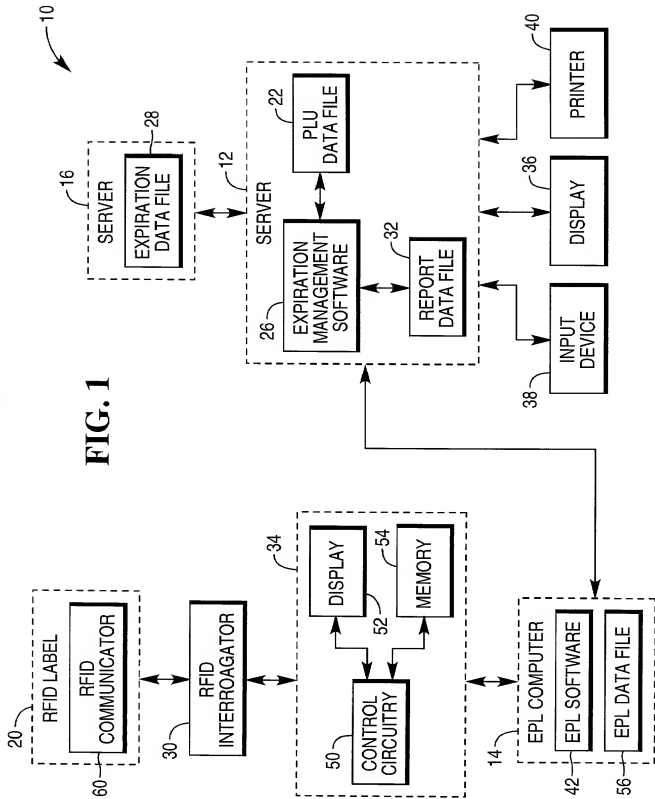 FIG. 1
10
20
RFID LABEL
RFID
COMMUNICATOR
60
30
RFID
INTERROAGATOR
34
DISPLAY
52
54
MEMORY
50
CONTROL
CIRCUITRY
14
EPL COMPUTER
EPL SOFTWARE
42
EPL DATA FILE
56
16
SERVER
28
EXPIRATION
DATA FILE
12
SERVER
22
PLU
DATA FILE
26
EXPIRATION
MANAGEMENT
SOFTWARE
32
REPORT
DATA FILE
38
INPUT
DEVICE
36
DISPLAY
40
PRINTER